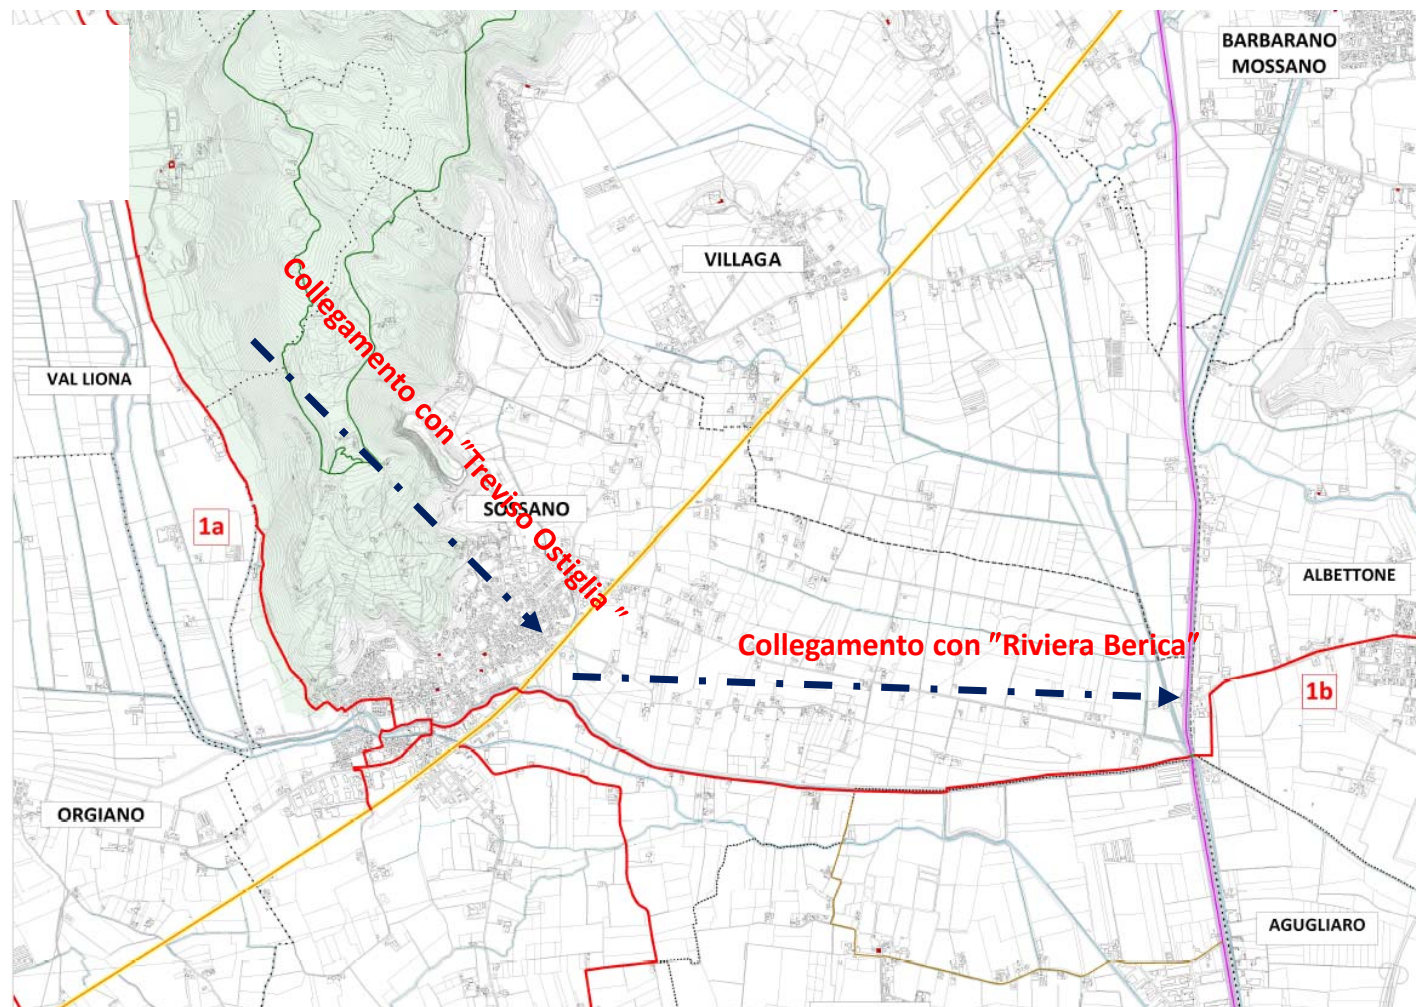 BARBARANO
MOSSANO
VILLAGA
Collegamento con "Treviso Ostiglia "
VAL LIONA
SOSSANO
1a
ALBETTONE
Collegamento con "Riviera Berica"
1b
ORGIANO
AGUGLIARO